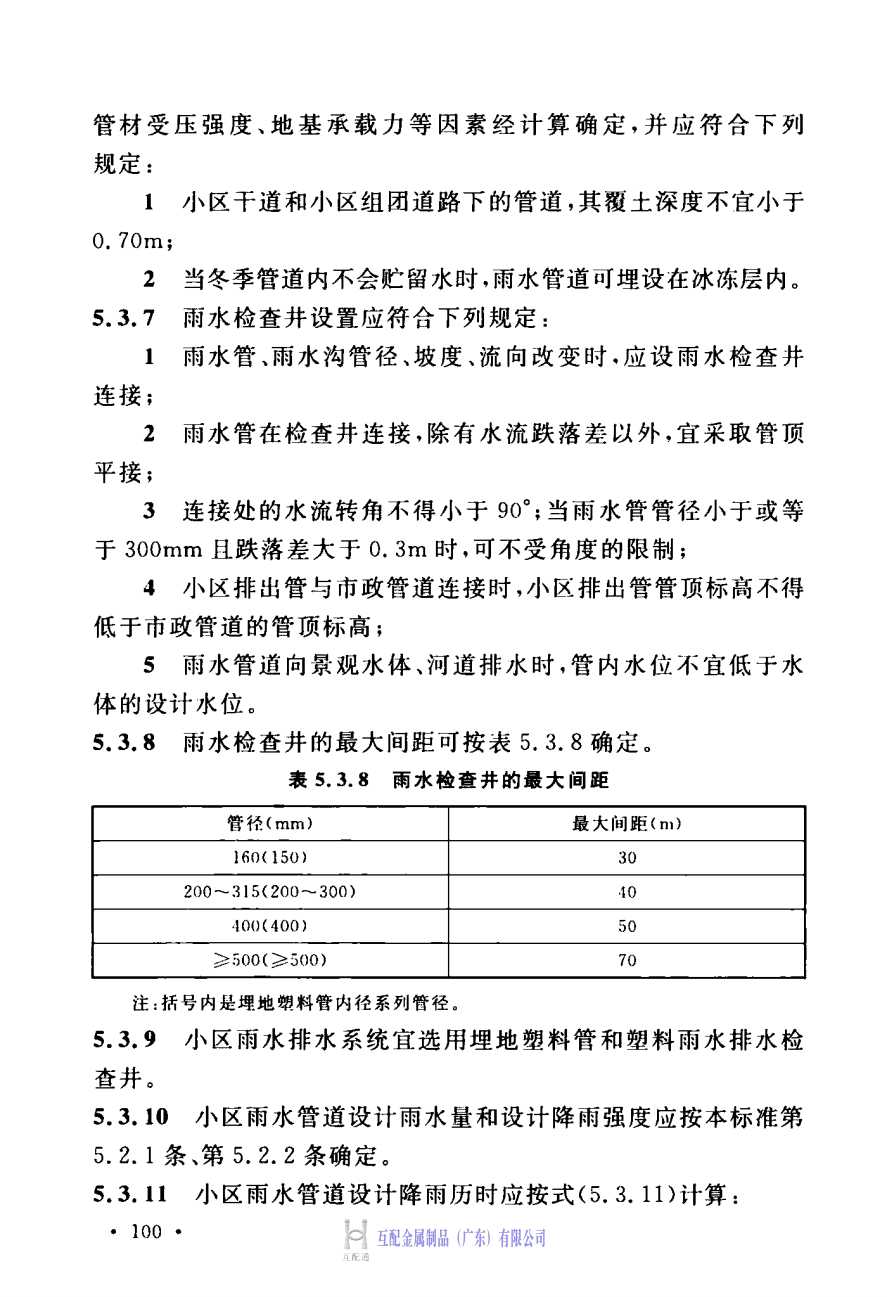 管材受压强度、地基承载力等因素经计算确定,并应符合下列
规定:
1 小区干道和小区组团道路下的管道,其覆土深度不宜小于
0.70m;
2 当冬季管道内不会贮留水时,雨水管道可埋设在冰冻层内。
5.3.7 雨水检查井设置应符合下列规定:
1 雨水管、雨水沟管径、坡度、流向改变时,应设雨水检查井
连接;
2 雨水管在检查井连接,除有水流跌落差以外,宜采取管顶
平接;
3 连接处的水流转角不得小于 90°;当雨水管管径小于或等
于 300mm 且跌落差大于 0.3m 时,可不受角度的限制;
4 小区排出管与市政管道连接时,小区排出管管顶标高不得
低于市政管道的管顶标高;
5 雨水管道向景观水体、河道排水时,管内水位不宜低于水
体的设计水位。
5.3.8 雨水检查井的最大间距可按表 5.3.8 确定。
表 5.3.8 雨水检查井的最大间距
管径(mm) 最大间距(m)
160(150) 30
200~315(200~300) 40
400(400) 50
≥500(≥500) 70
注:括号内是埋地塑料管内径系列管径。
5.3.9 小区雨水排水系统宜选用埋地塑料管和塑料雨水排水检
查井。
5.3.10 小区雨水管道设计雨水量和设计降雨强度应按本标准第
5.2.1 条、第 5.2.2 条确定。
5.3.11 小区雨水管道设计降雨历时应按式(5.3.11)计算:
• 100 •
互配金属制品(广东)有限公司
互配通